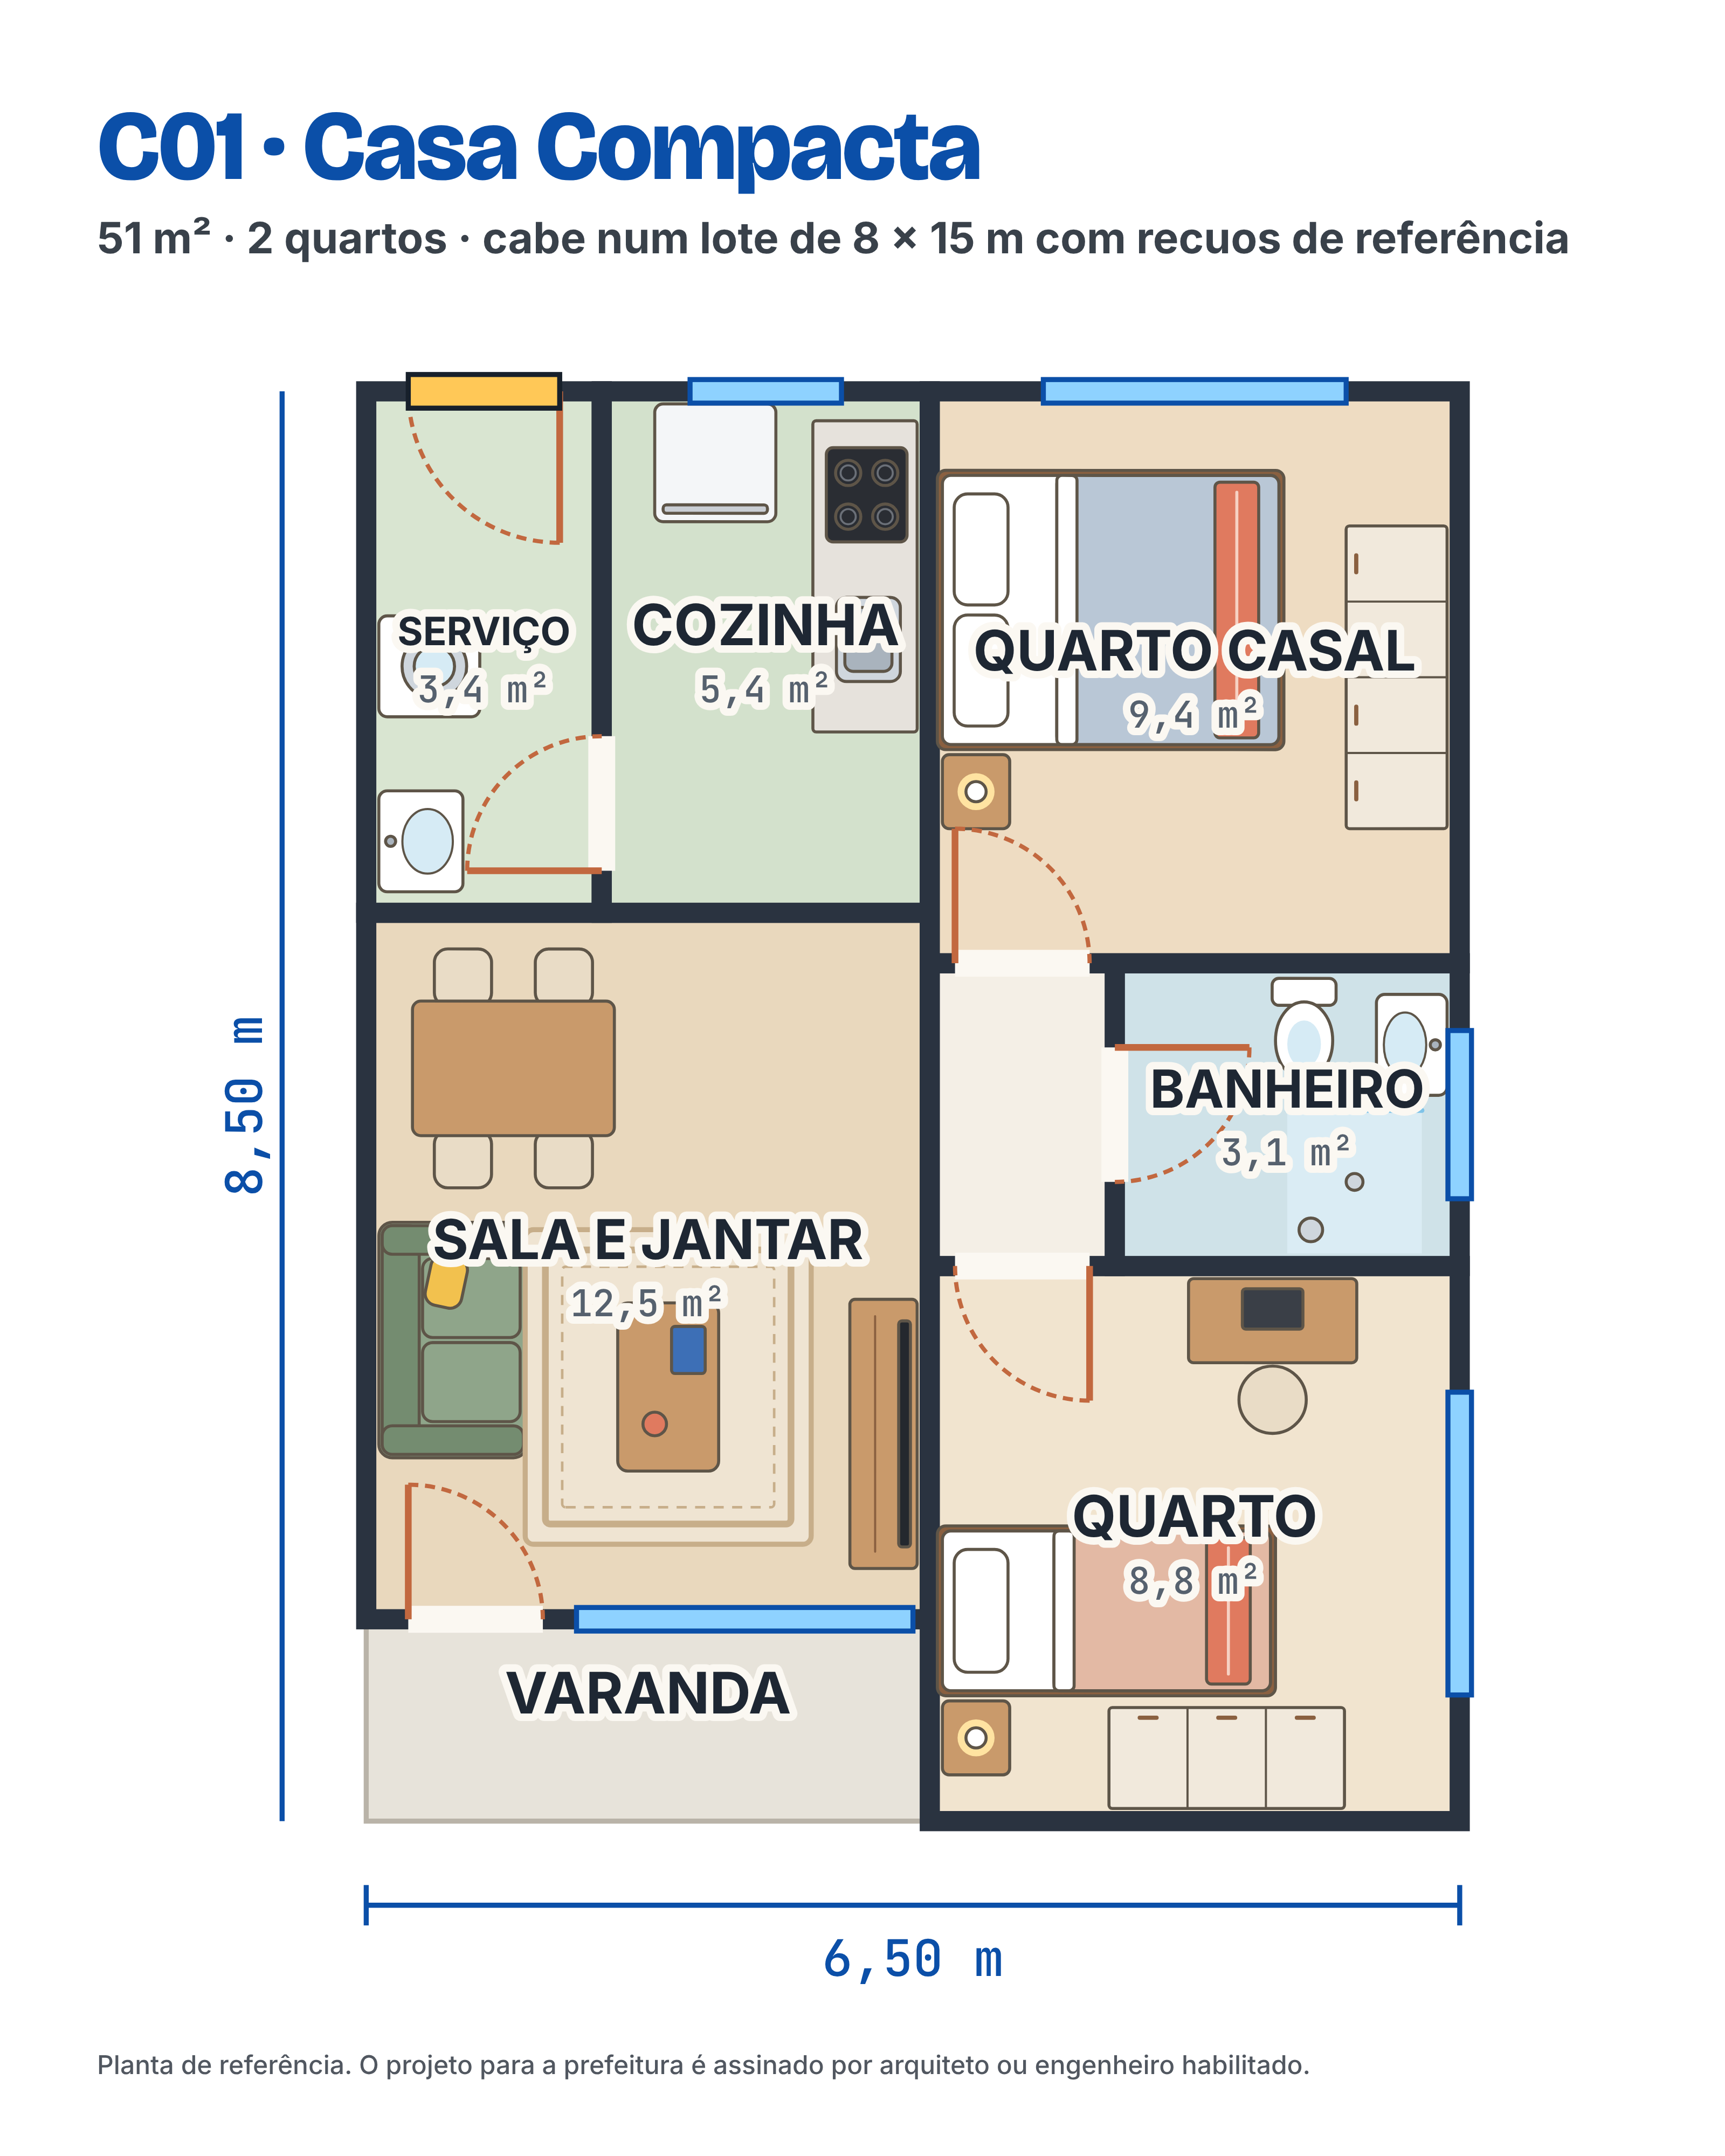 C01 · Casa Compacta
51 m² · 2 quartos · cabe num lote de 8 × 15 m com recuos de referência
SERVIÇO
3,4 m²
COZINHA
5,4 m²
QUARTO CASAL
9,4 m²
BANHEIRO
3,1 m²
8,50 m
SALA E JANTAR
12,5 m²
QUARTO
8,8 m²
VARANDA
6,50 m
Planta de referência. O projeto para a prefeitura é assinado por arquiteto ou engenheiro habilitado.